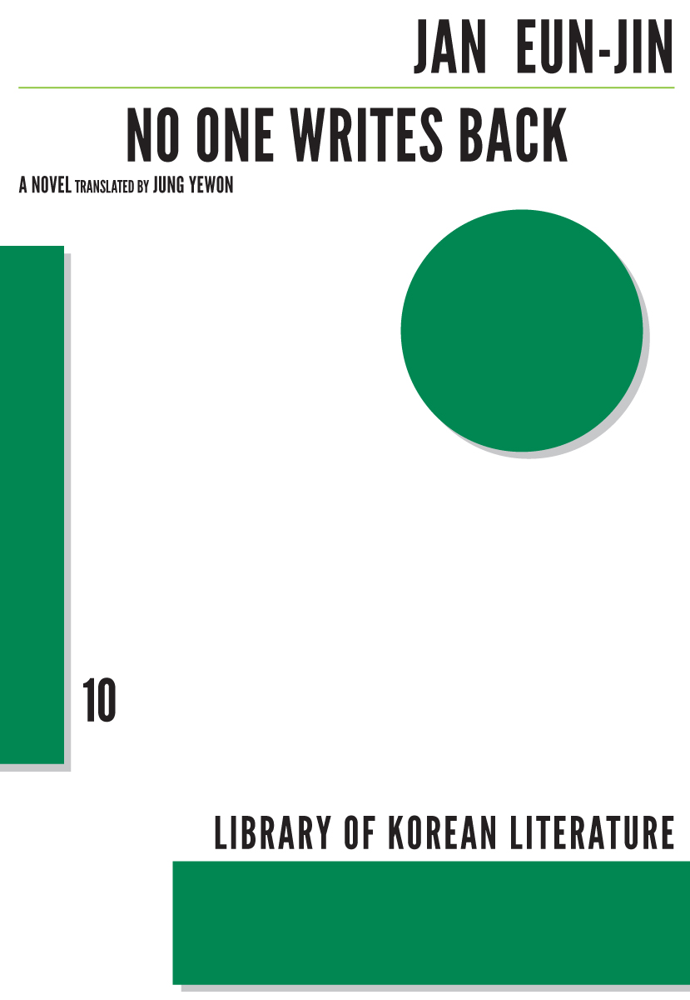 JAN EUN-JIN
NO ONE WRITES BACK
A NOVEL TRANSLATED BY JUNG YEWON
10
LIBRARY OF KOREAN LITERATURE